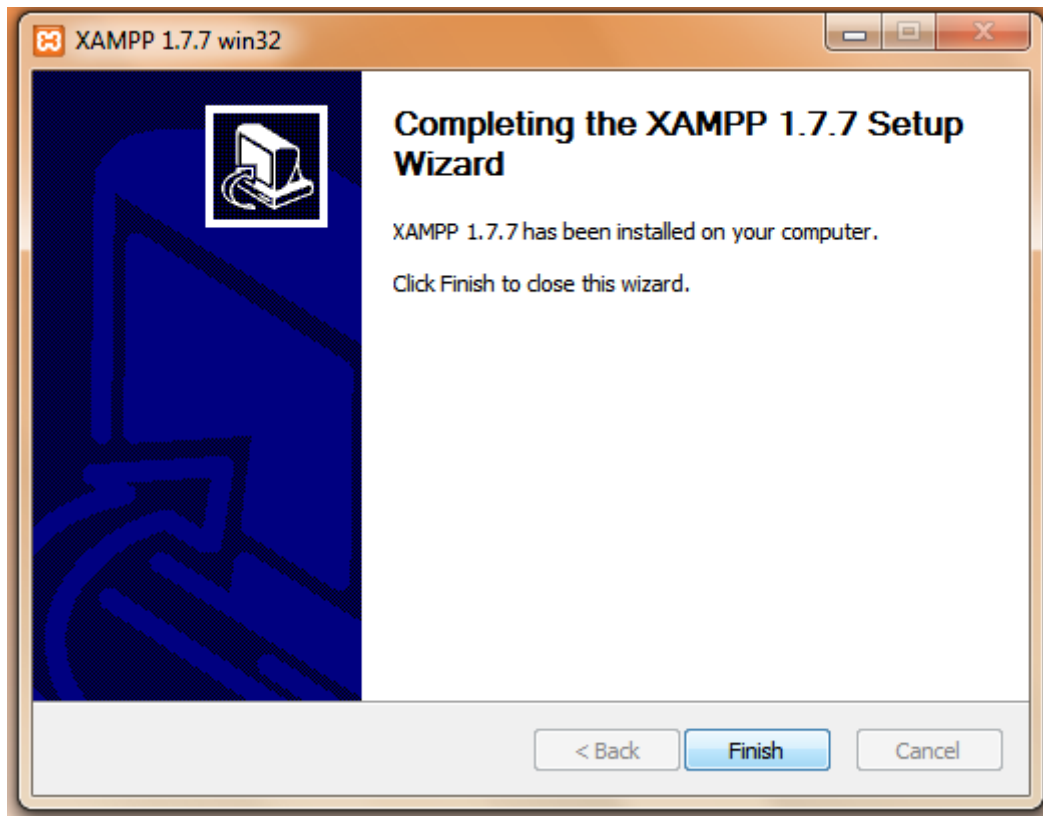 XAMPP 1.7.7 win32
Completing the XAMPP 1.7.7 Setup
Wizard
XAMPP 1.7.7 has been installed on your computer.
Click Finish to close this wizard.
< Back
Finish
Cancel